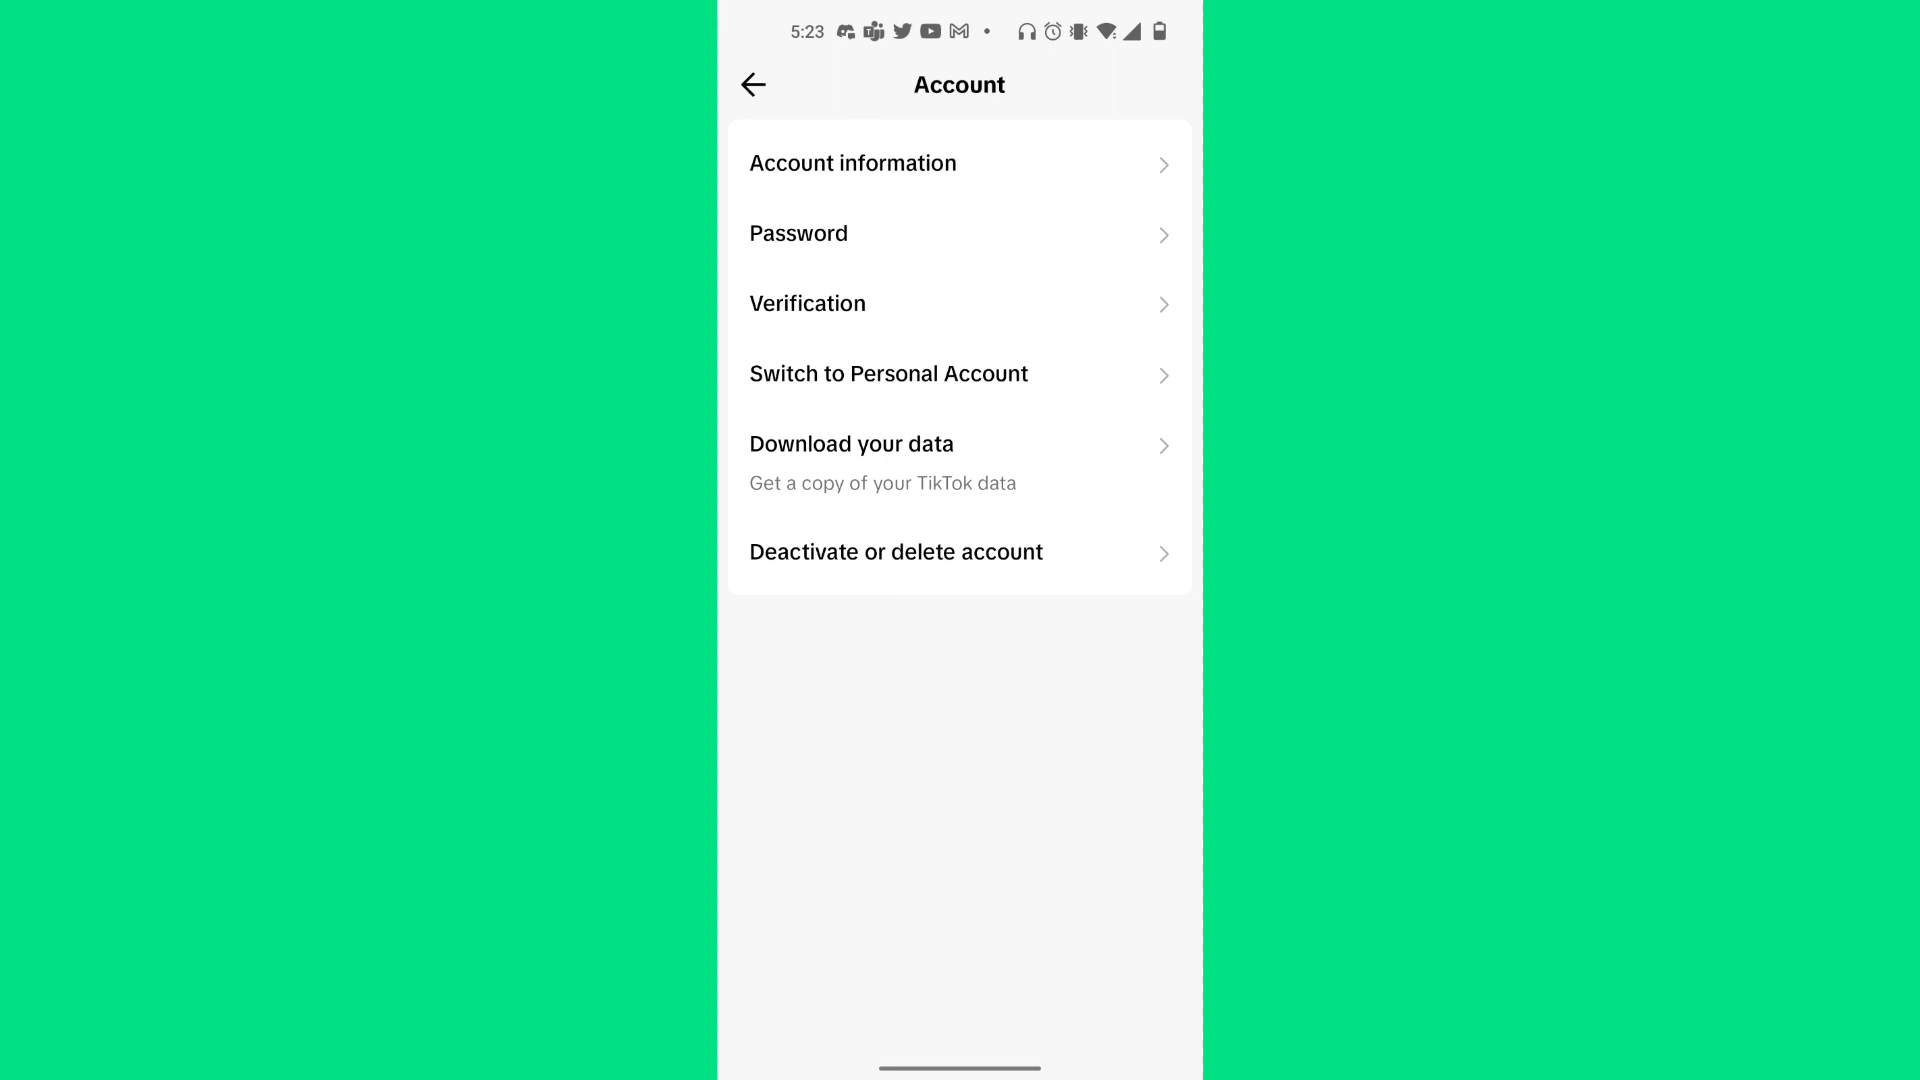 5:23
Account
Account information
Password
Verification
Switch to Personal Account
Download your data
Get a copy of your TikTok data
Deactivate or delete account